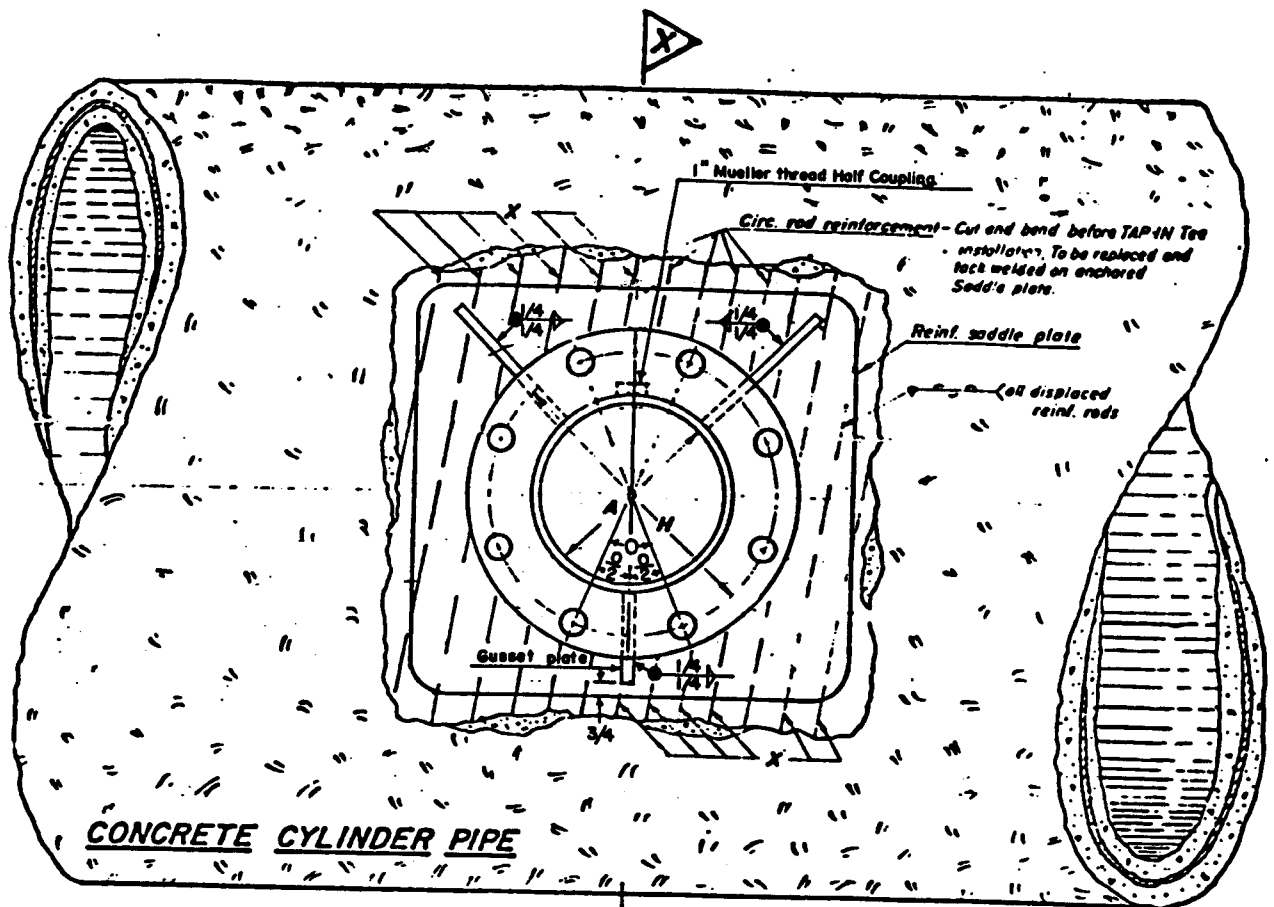 X
1" Mueller thread Half Coupling
X
Circ. rod reinforcement - Cut and bend before TAP-IN Tee
installation. To be replaced and
tack welded on anchored
Saddle plate.
1/4
1/4
1/4
1/4
Reinf. saddle plate
all displaced
reinf. rods
A
H
O
O/2
O/2
Gusset plate
1/4
1/4
3/4
X
CONCRETE CYLINDER PIPE